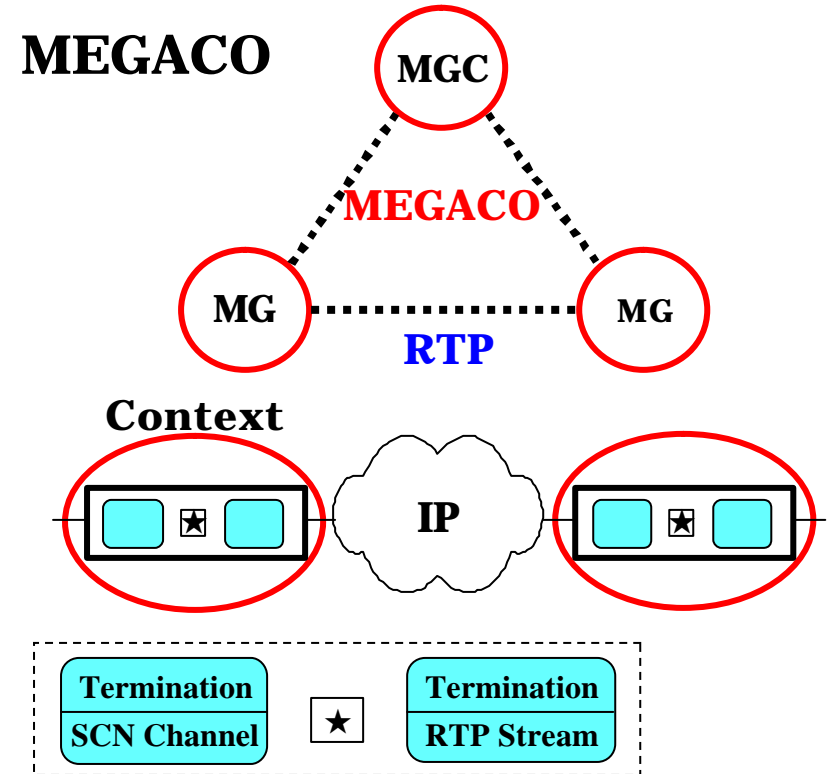 MEGACO
MGC
MEGACO
MG
MG
RTP
Context
IP
Termination
SCN Channel
Termination
RTP Stream